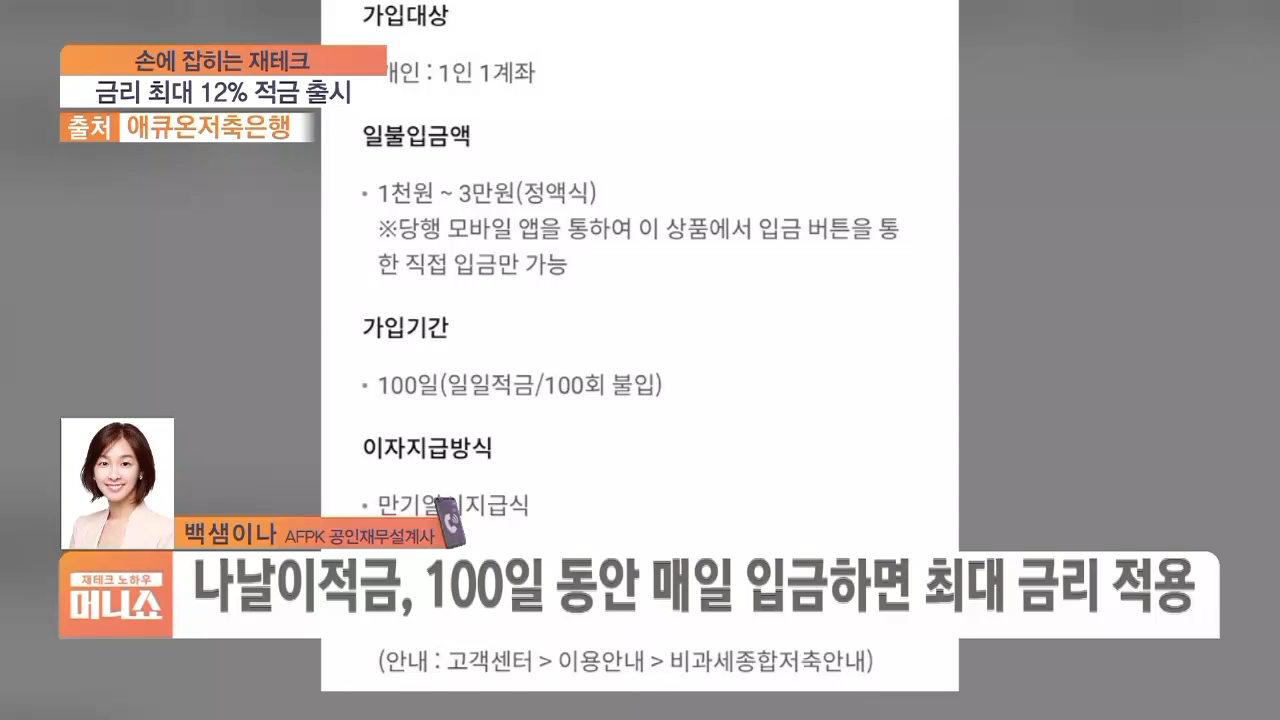 가입대상
손에 잡히는 재테크
개인 : 1인 1계좌
금리 최대 12% 적금 출시
출처 애큐온저축은행
일불입금액
• 1천원 ~ 3만원(정액식)
※당행 모바일 앱을 통하여 이 상품에서 입금 버튼을 통
한 직접 입금만 가능
가입기간
• 100일(일일적금/100회 불입)
이자지급방식
• 만기일시지급식
백샘이나 AFPK 공인재무설계사
재테크 노하우
머니쇼
나날이적금, 100일 동안 매일 입금하면 최대 금리 적용
(안내 : 고객센터 > 이용안내 > 비과세종합저축안내)